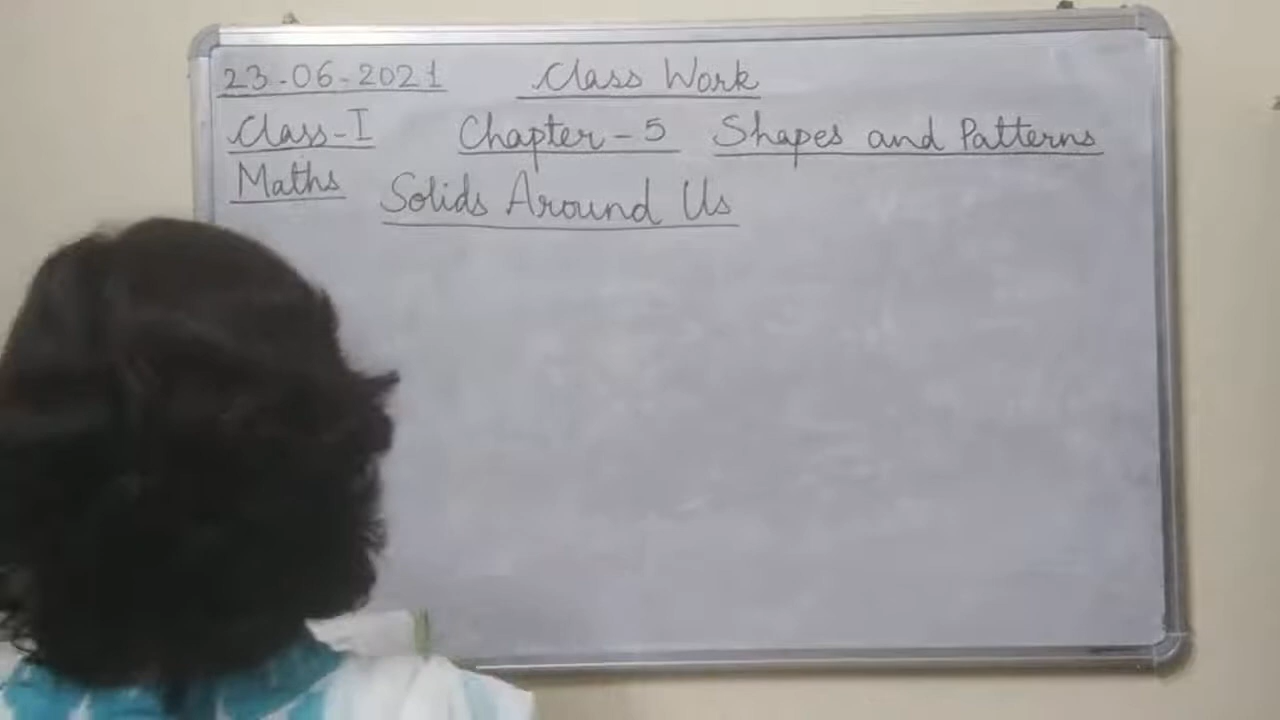 23-06-2021 Class Work
Class-I Chapter-5 Shapes and Patterns
Maths Solids Around Us